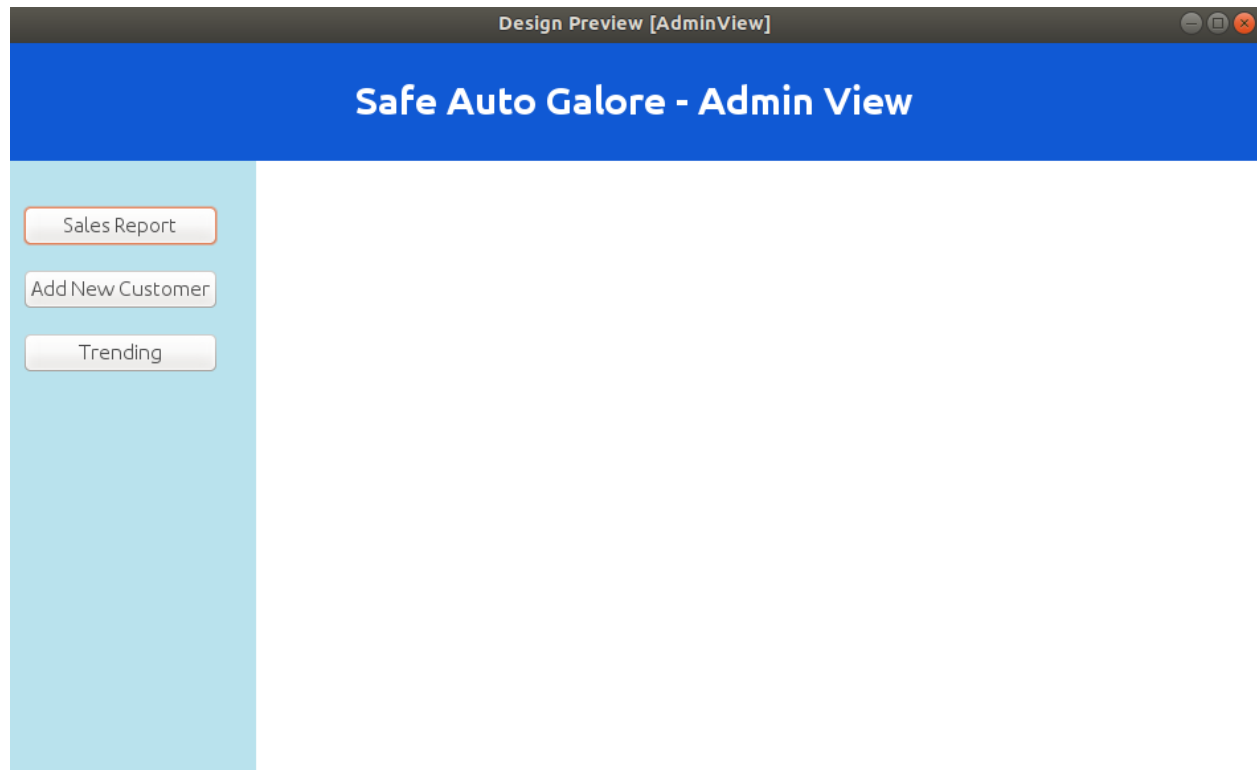 Design Preview [AdminView]
Safe Auto Galore - Admin View
Sales Report
Add New Customer
Trending